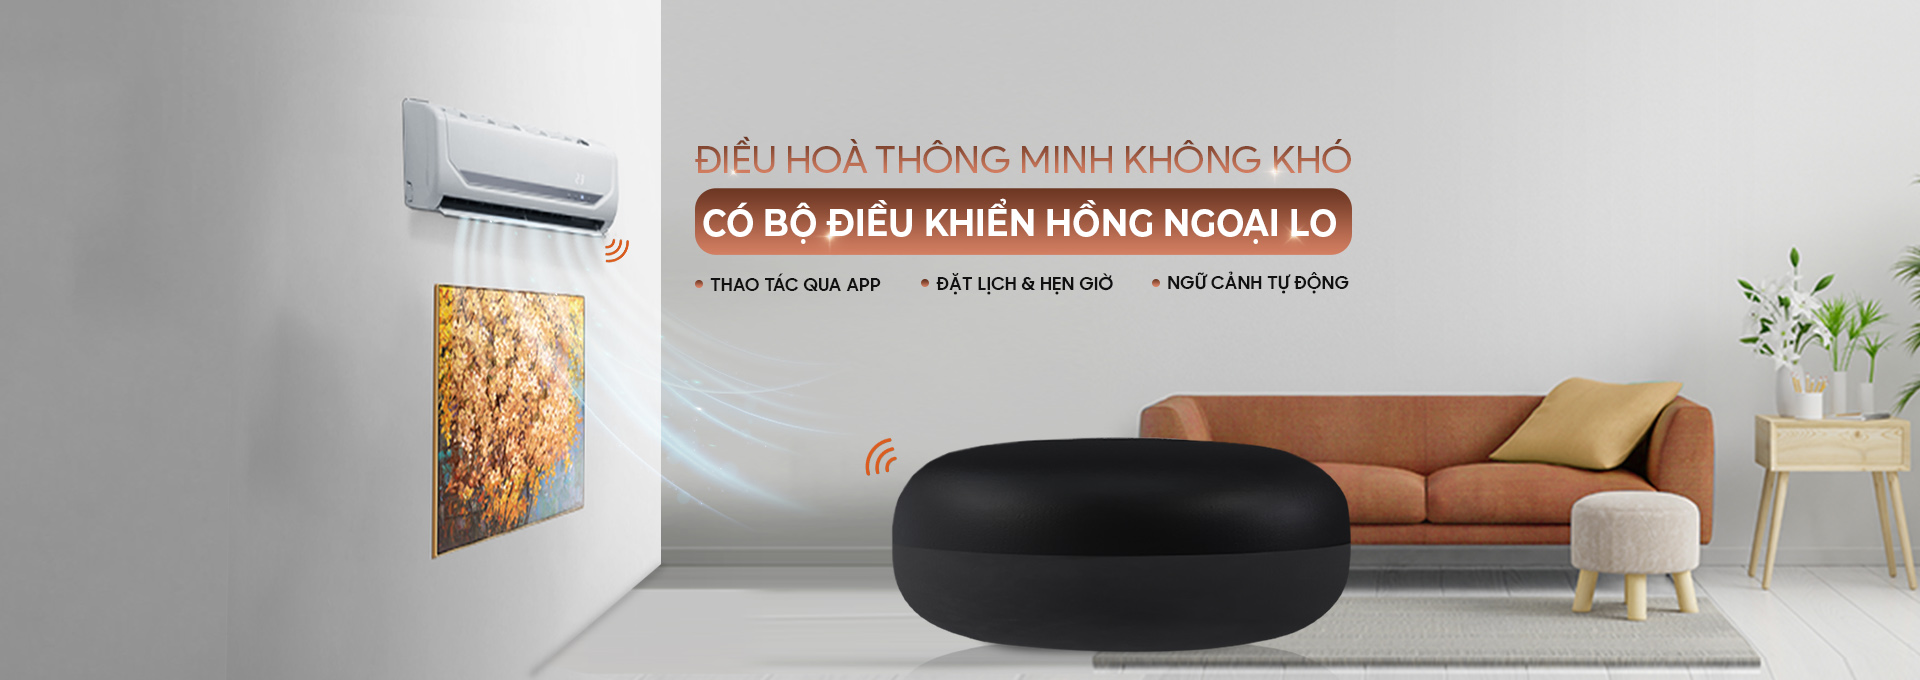 ĐIỀU HOÀ THÔNG MINH KHÔNG KHÓ
CÓ BỘ ĐIỀU KHIỂN HỒNG NGOẠI LO
• THAO TÁC QUA APP • ĐẶT LỊCH & HẸN GIỜ • NGỮ CẢNH TỰ ĐỘNG